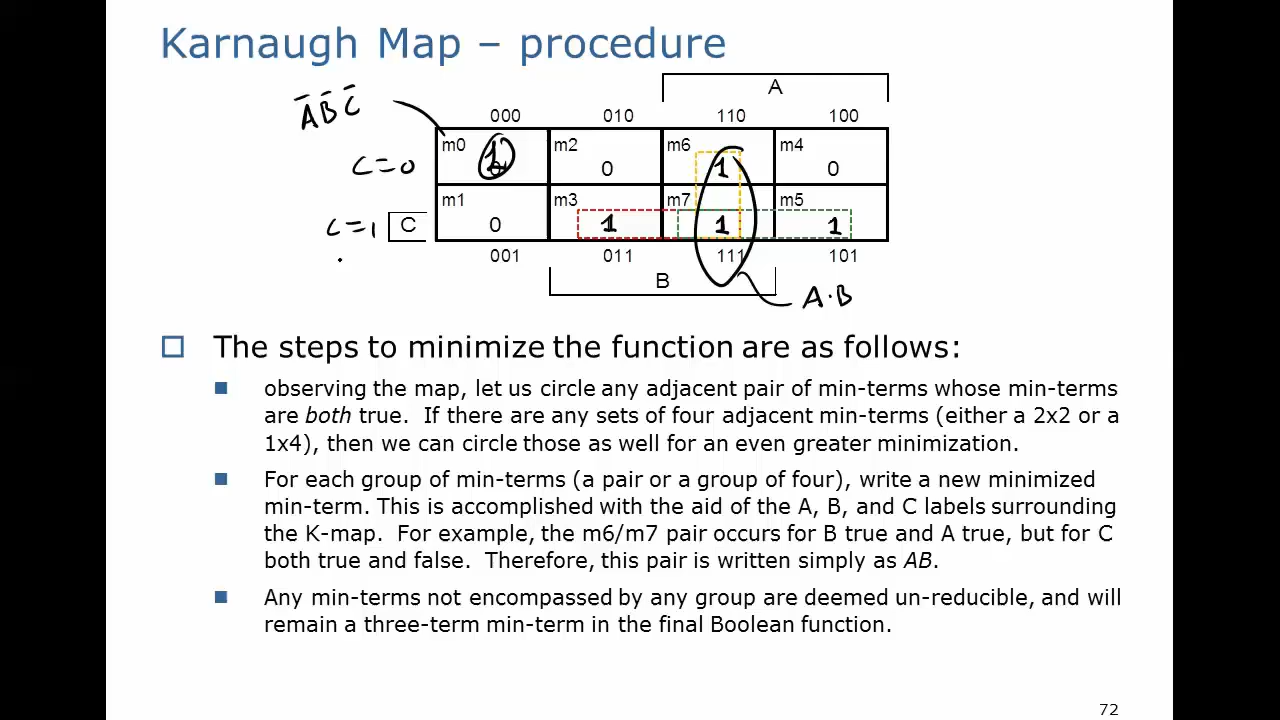 Karnaugh Map – procedure
A̅ B̅ C̅
A
000 010 110 100
C=0
m0 m2 m6 m4
1 0 1 0
m1 m3 m7 m5
C=1 C
0 1 1 1
001 011 111 101
B
A·B
The steps to minimize the function are as follows:
observing the map, let us circle any adjacent pair of min-terms whose min-terms
are both true. If there are any sets of four adjacent min-terms (either a 2x2 or a
1x4), then we can circle those as well for an even greater minimization.
For each group of min-terms (a pair or a group of four), write a new minimized
min-term. This is accomplished with the aid of the A, B, and C labels surrounding
the K-map. For example, the m6/m7 pair occurs for B true and A true, but for C
both true and false. Therefore, this pair is written simply as AB.
Any min-terms not encompassed by any group are deemed un-reducible, and will
remain a three-term min-term in the final Boolean function.
72